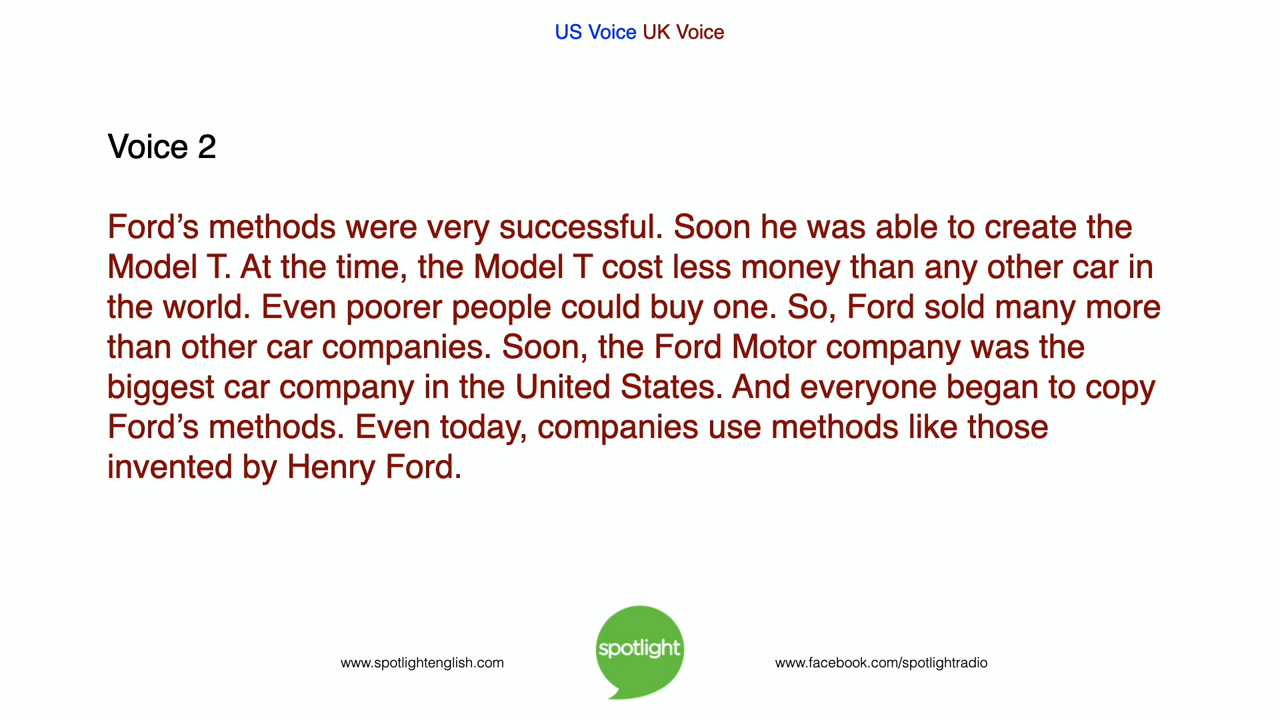 US Voice UK Voice
Voice 2
Ford’s methods were very successful. Soon he was able to create the
Model T. At the time, the Model T cost less money than any other car in
the world. Even poorer people could buy one. So, Ford sold many more
than other car companies. Soon, the Ford Motor company was the
biggest car company in the United States. And everyone began to copy
Ford’s methods. Even today, companies use methods like those
invented by Henry Ford.
www.spotlightenglish.com
spotlight
www.facebook.com/spotlightradio